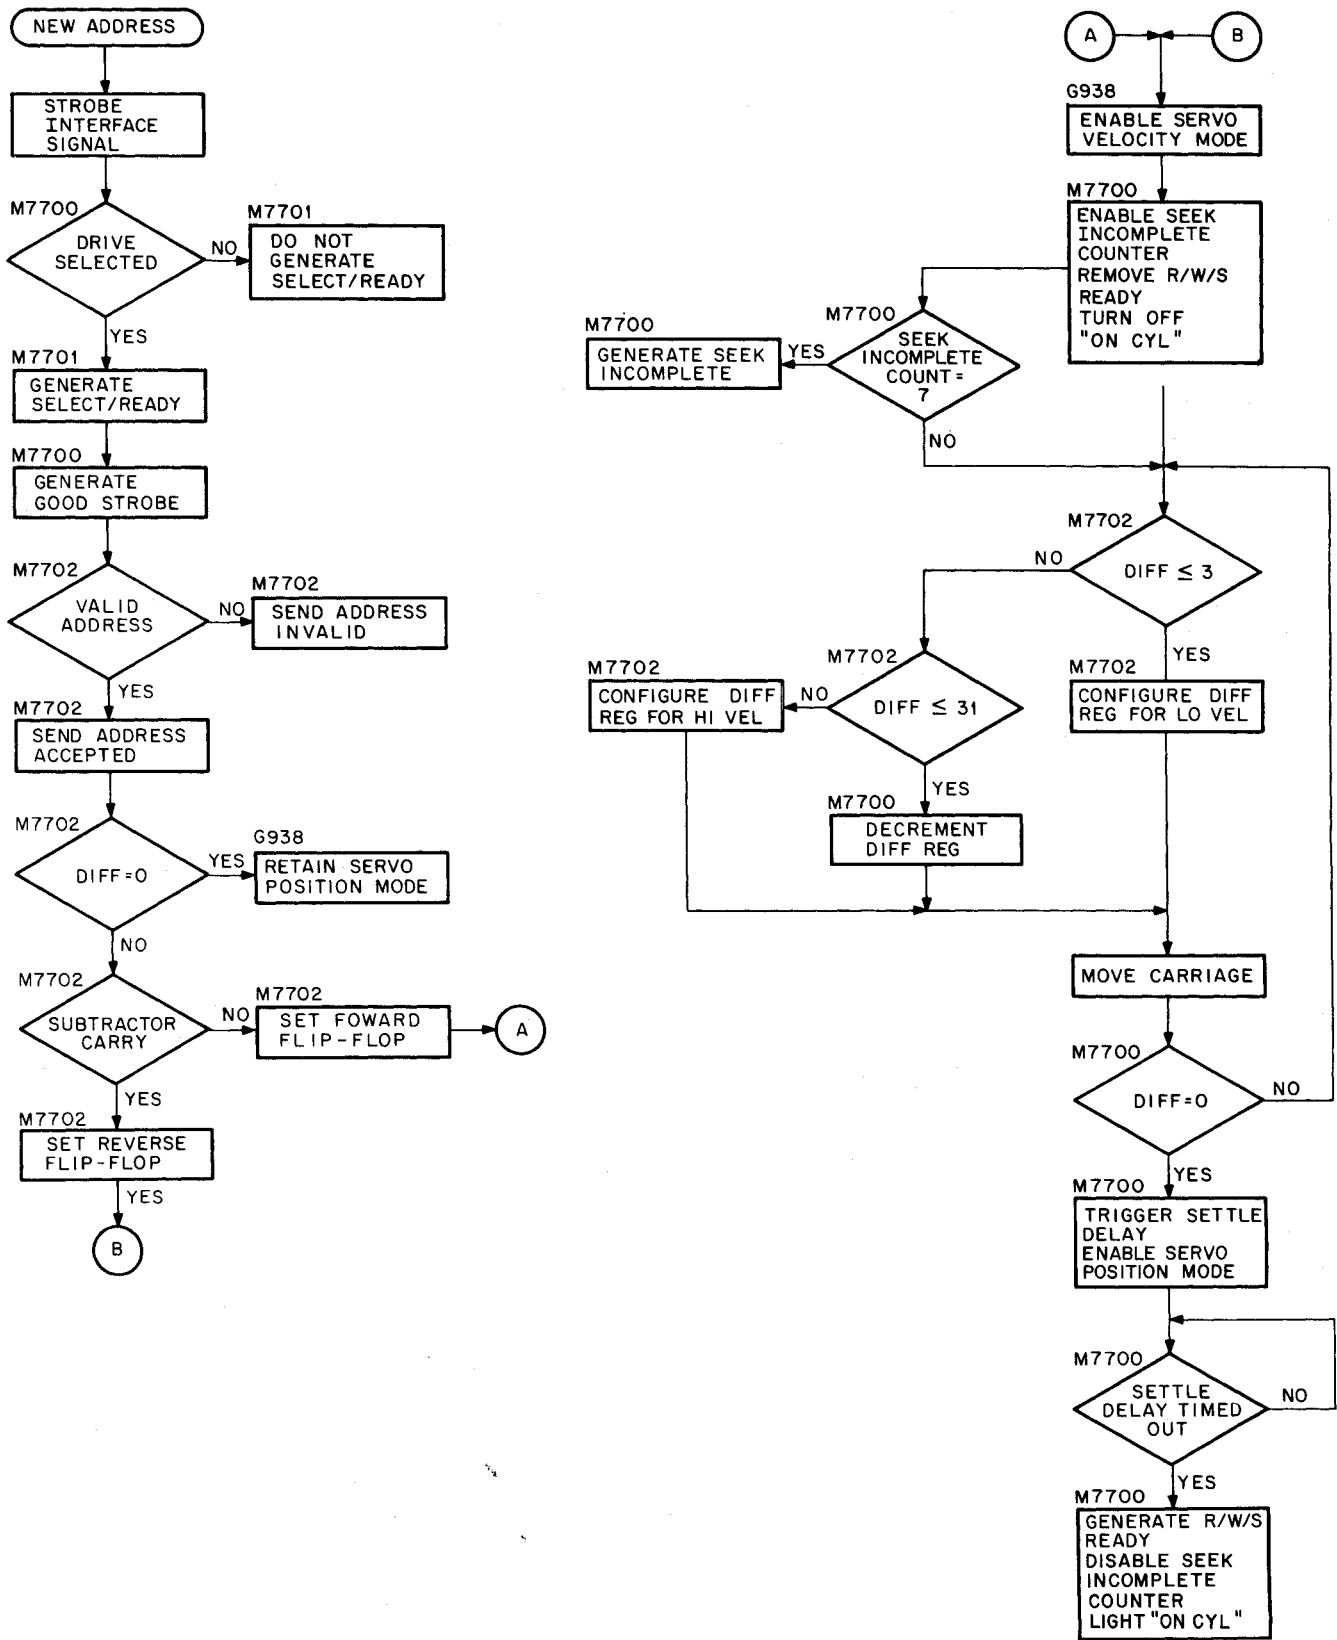 NEW ADDRESS
STROBE
INTERFACE
SIGNAL
M7700
DRIVE
SELECTED
NO
M7701
DO NOT
GENERATE
SELECT/READY
YES
M7701
GENERATE
SELECT/READY
M7700
GENERATE
GOOD STROBE
M7702
VALID
ADDRESS
NO
M7702
SEND ADDRESS
INVALID
YES
M7702
SEND ADDRESS
ACCEPTED
M7702
DIFF=0
YES
G938
RETAIN SERVO
POSITION MODE
NO
M7702
SUBTRACTOR
CARRY
NO
M7702
SET FOWARD
FLIP-FLOP
A
YES
M7702
SET REVERSE
FLIP-FLOP
YES
B
A
B
G938
ENABLE SERVO
VELOCITY MODE
M7700
ENABLE SEEK
INCOMPLETE
COUNTER
REMOVE R/W/S
READY
TURN OFF
"ON CYL"
M7700
SEEK
INCOMPLETE
COUNT =
7
YES
M7700
GENERATE SEEK
INCOMPLETE
NO
M7702
DIFF ≤ 3
NO
YES
M7702
DIFF ≤ 31
NO
M7702
CONFIGURE DIFF
REG FOR HI VEL
M7702
CONFIGURE DIFF
REG FOR LO VEL
YES
M7700
DECREMENT
DIFF REG
MOVE CARRIAGE
M7700
DIFF=0
NO
YES
M7700
TRIGGER SETTLE
DELAY
ENABLE SERVO
POSITION MODE
M7700
SETTLE
DELAY TIMED
OUT
NO
YES
M7700
GENERATE R/W/S
READY
DISABLE SEEK
INCOMPLETE
COUNTER
LIGHT "ON CYL"